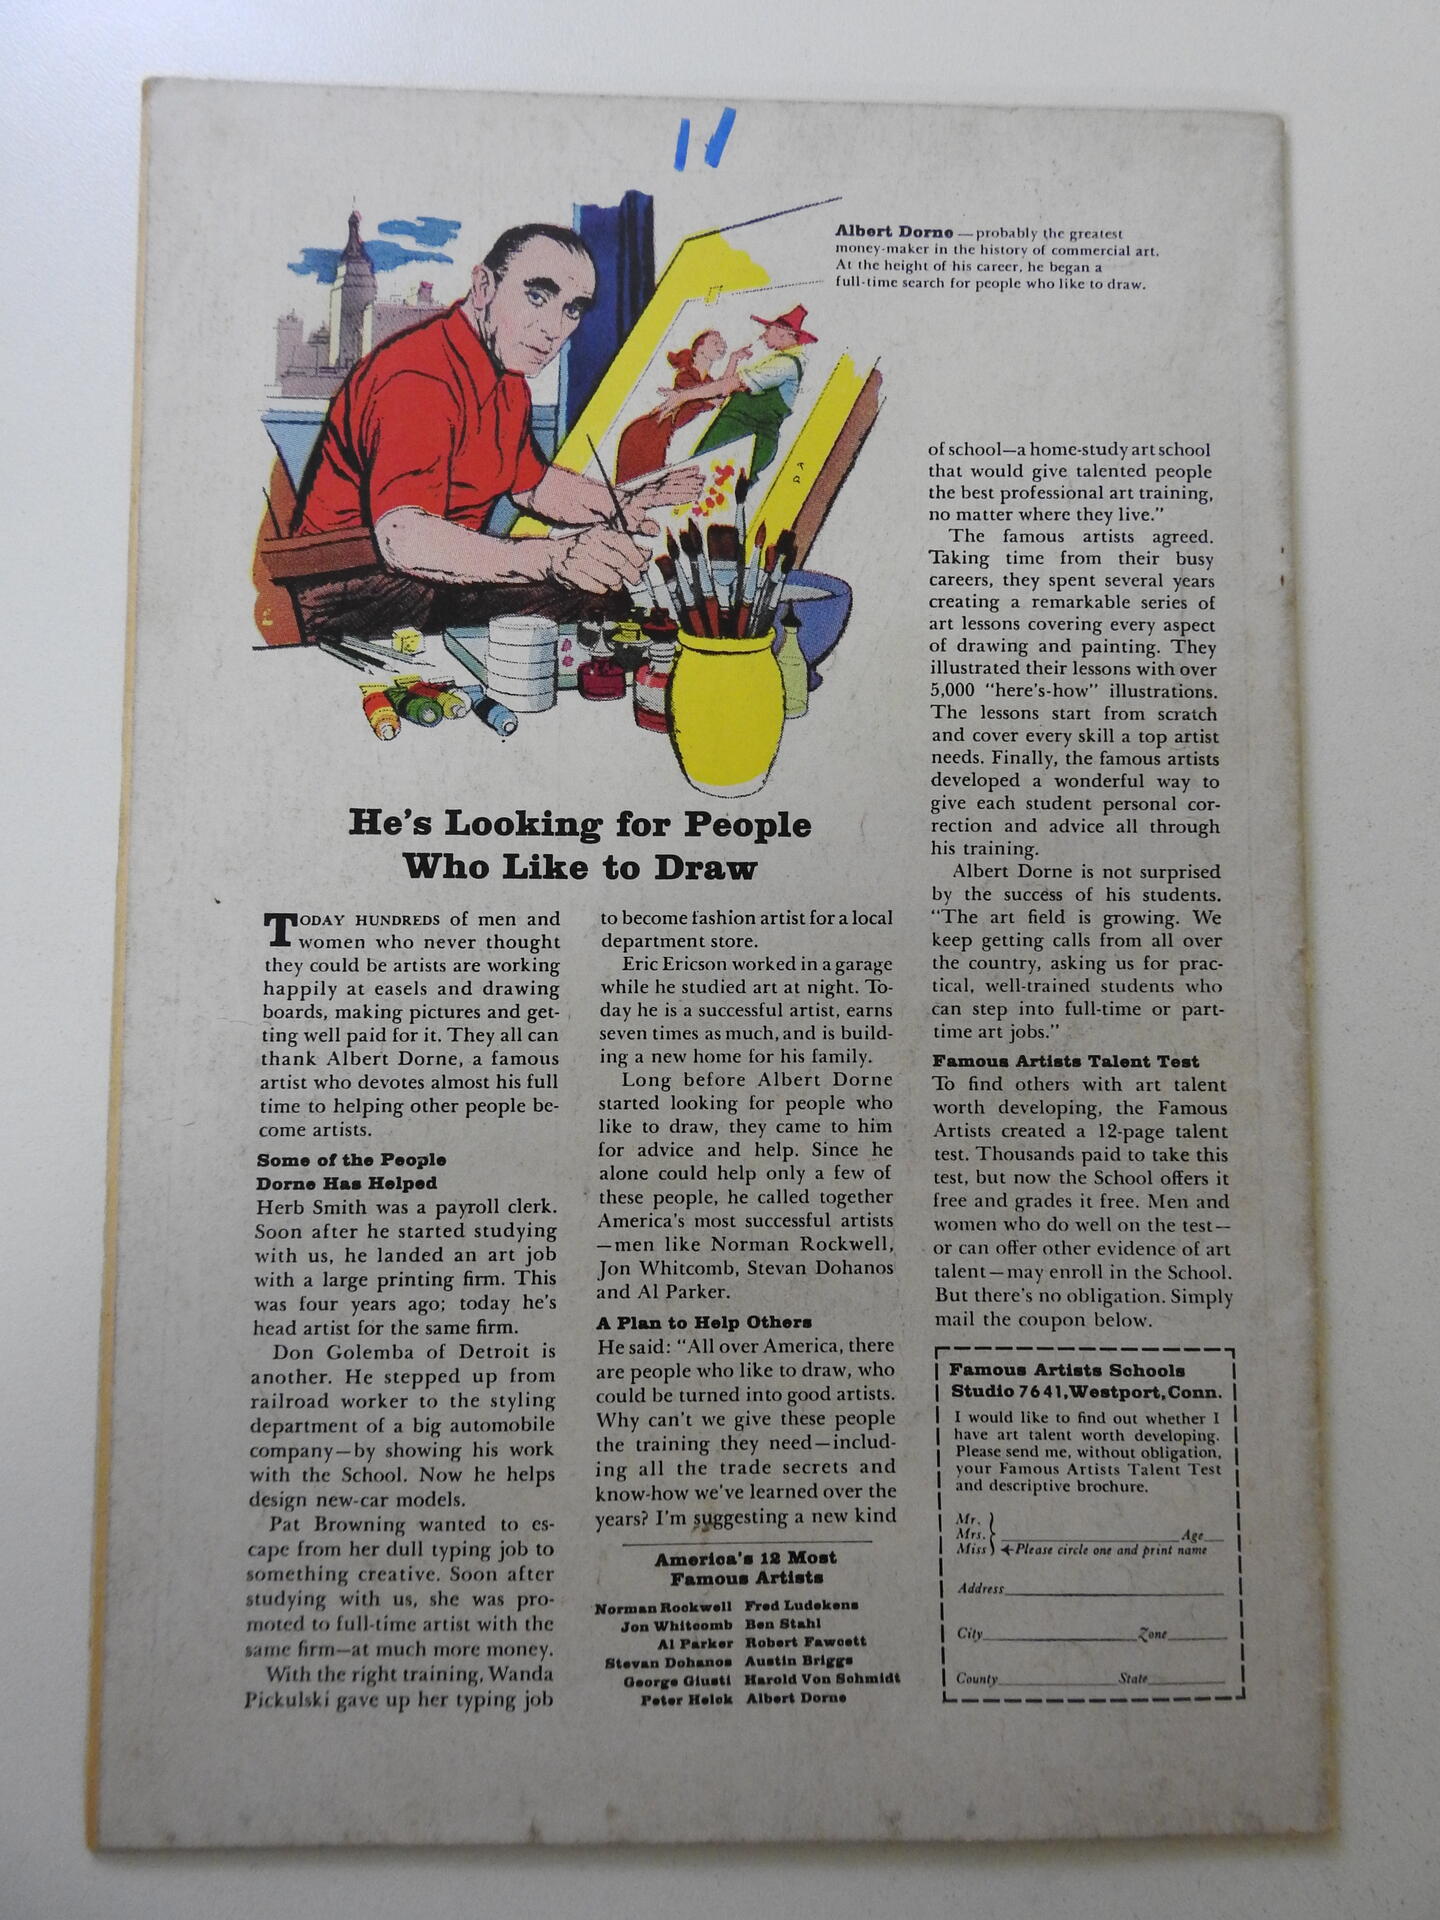 11
Albert Dorne — probably the greatest
money-maker in the history of commercial art.
At the height of his career, he began a
full-time search for people who like to draw.
He's Looking for People
Who Like to Draw
TODAY HUNDREDS of men and
women who never thought
they could be artists are working
happily at easels and drawing
boards, making pictures and get-
ting well paid for it. They all can
thank Albert Dorne, a famous
artist who devotes almost his full
time to helping other people be-
come artists.
Some of the People
Dorne Has Helped
Herb Smith was a payroll clerk.
Soon after he started studying
with us, he landed an art job
with a large printing firm. This
was four years ago; today he's
head artist for the same firm.
Don Golemba of Detroit is
another. He stepped up from
railroad worker to the styling
department of a big automobile
company—by showing his work
with the School. Now he helps
design new-car models.
Pat Browning wanted to es-
cape from her dull typing job to
something creative. Soon after
studying with us, she was pro-
moted to full-time artist with the
same firm—at much more money.
With the right training, Wanda
Pickulski gave up her typing job
to become fashion artist for a local
department store.
Eric Ericson worked in a garage
while he studied art at night. To-
day he is a successful artist, earns
seven times as much, and is build-
ing a new home for his family.
Long before Albert Dorne
started looking for people who
like to draw, they came to him
for advice and help. Since he
alone could help only a few of
these people, he called together
America's most successful artists
—men like Norman Rockwell,
Jon Whitcomb, Stevan Dohanos
and Al Parker.
A Plan to Help Others
He said: "All over America, there
are people who like to draw, who
could be turned into good artists.
Why can't we give these people
the training they need—includ-
ing all the trade secrets and
know-how we've learned over the
years? I'm suggesting a new kind
America's 12 Most
Famous Artists
Norman Rockwell Fred Ludekens
Jon Whitcomb Ben Stahl
Al Parker Robert Fawcett
Stevan Dohanos Austin Briggs
George Giusti Harold Von Schmidt
Peter Helck Albert Dorne
of school—a home-study art school
that would give talented people
the best professional art training,
no matter where they live."
The famous artists agreed.
Taking time from their busy
careers, they spent several years
creating a remarkable series of
art lessons covering every aspect
of drawing and painting. They
illustrated their lessons with over
5,000 "here's-how" illustrations.
The lessons start from scratch
and cover every skill a top artist
needs. Finally, the famous artists
developed a wonderful way to
give each student personal cor-
rection and advice all through
his training.
Albert Dorne is not surprised
by the success of his students.
"The art field is growing. We
keep getting calls from all over
the country, asking us for prac-
tical, well-trained students who
can step into full-time or part-
time art jobs."
Famous Artists Talent Test
To find others with art talent
worth developing, the Famous
Artists created a 12-page talent
test. Thousands paid to take this
test, but now the School offers it
free and grades it free. Men and
women who do well on the test—
or can offer other evidence of art
talent—may enroll in the School.
But there's no obligation. Simply
mail the coupon below.
Famous Artists Schools
Studio 7641, Westport, Conn.
I would like to find out whether I
have art talent worth developing.
Please send me, without obligation,
your Famous Artists Talent Test
and descriptive brochure.
Mr.
Mrs. Age
Miss ←Please circle one and print name
Address
City Zone
County State